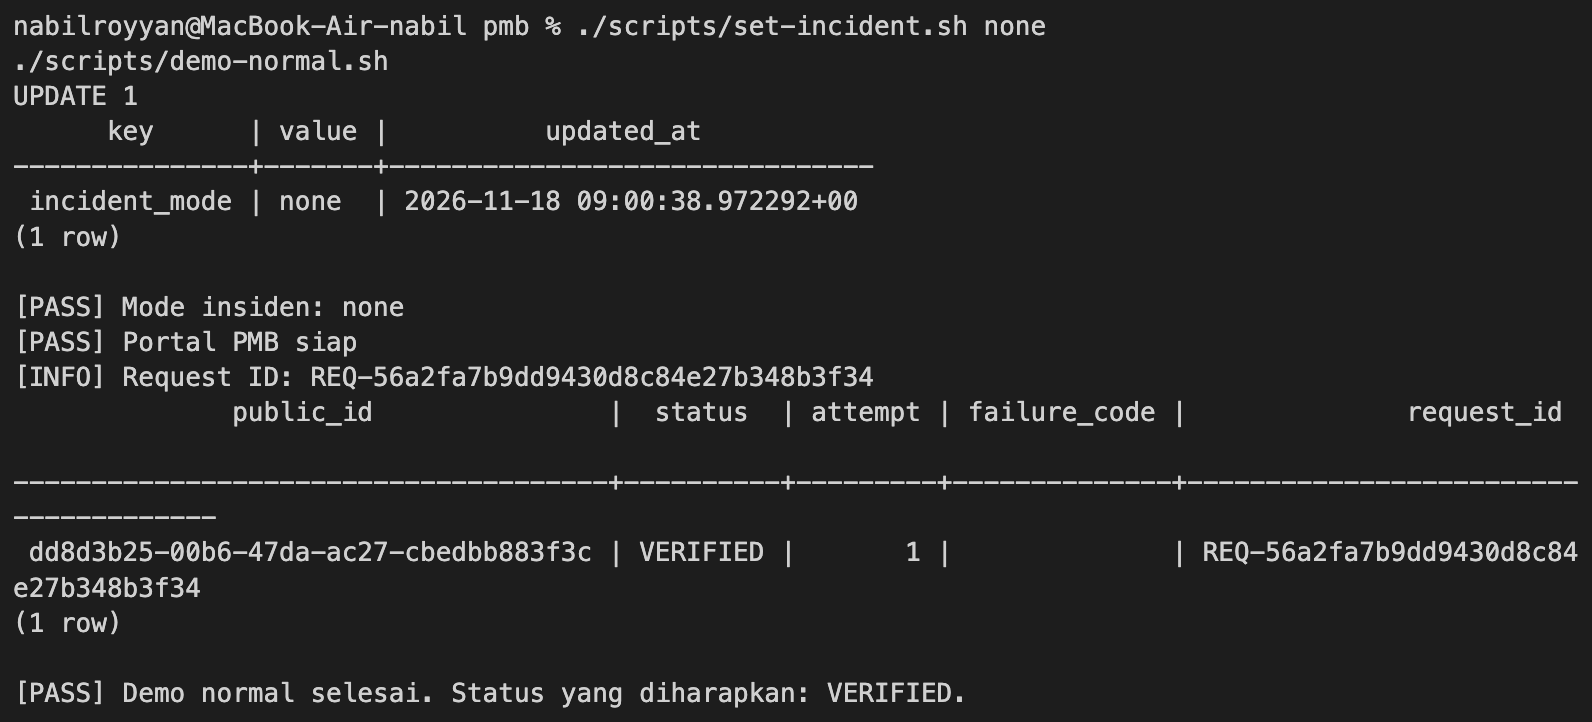 nabilroyyan@MacBook-Air-nabil pmb % ./scripts/set-incident.sh none
./scripts/demo-normal.sh
UPDATE 1
      key      | value |          updated_at
---------------+-------+-------------------------------
 incident_mode | none  | 2026-11-18 09:00:38.972292+00
(1 row)

[PASS] Mode insiden: none
[PASS] Portal PMB siap
[INFO] Request ID: REQ-56a2fa7b9dd9430d8c84e27b348b3f34
              public_id               |  status  | attempt | failure_code |              request_id

--------------------------------------+----------+---------+--------------+-------------------------
-------------
 dd8d3b25-00b6-47da-ac27-cbedbb883f3c | VERIFIED |       1 |              | REQ-56a2fa7b9dd9430d8c84
e27b348b3f34
(1 row)

[PASS] Demo normal selesai. Status yang diharapkan: VERIFIED.